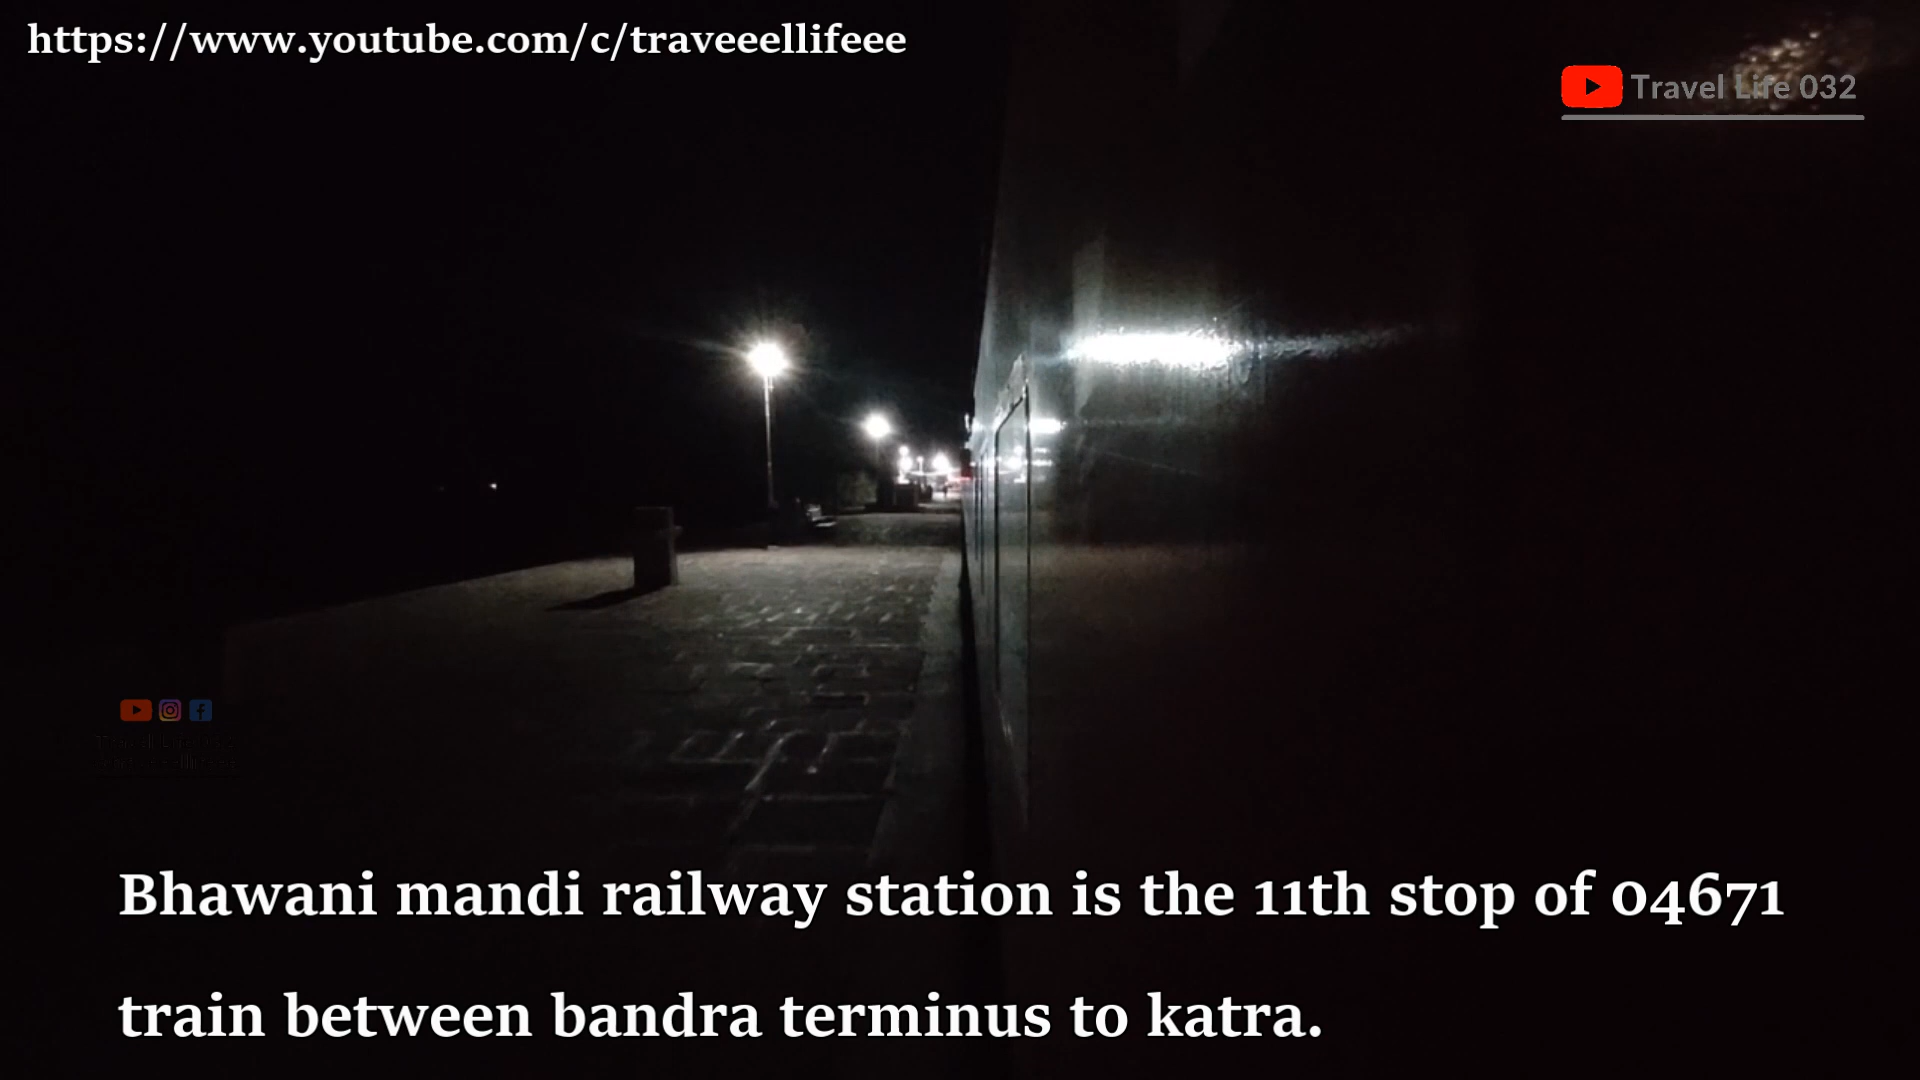 https://www.youtube.com/c/traveeellifeee
Travel Life 032
Bhawani mandi railway station is the 11th stop of 04671
train between bandra terminus to katra.